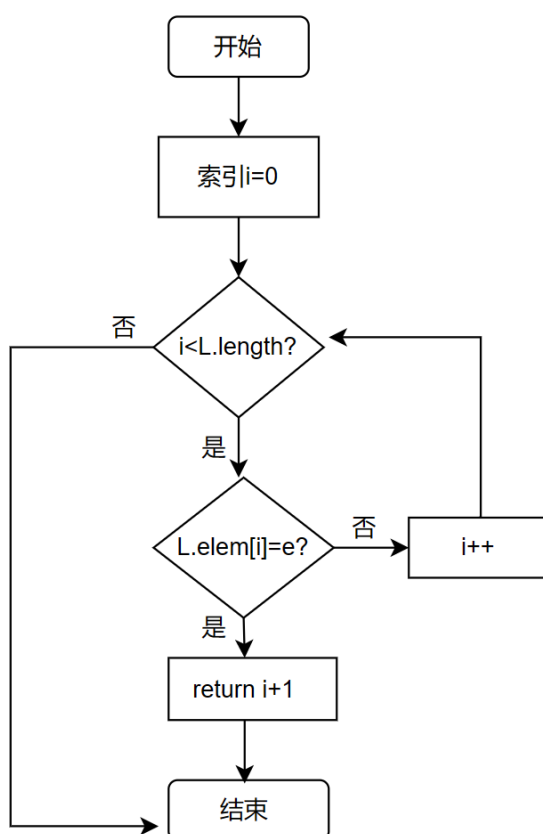 开始
索引i=0
否
i<L.length?
是
L.elem[i]=e?
否
i++
是
return i+1
结束